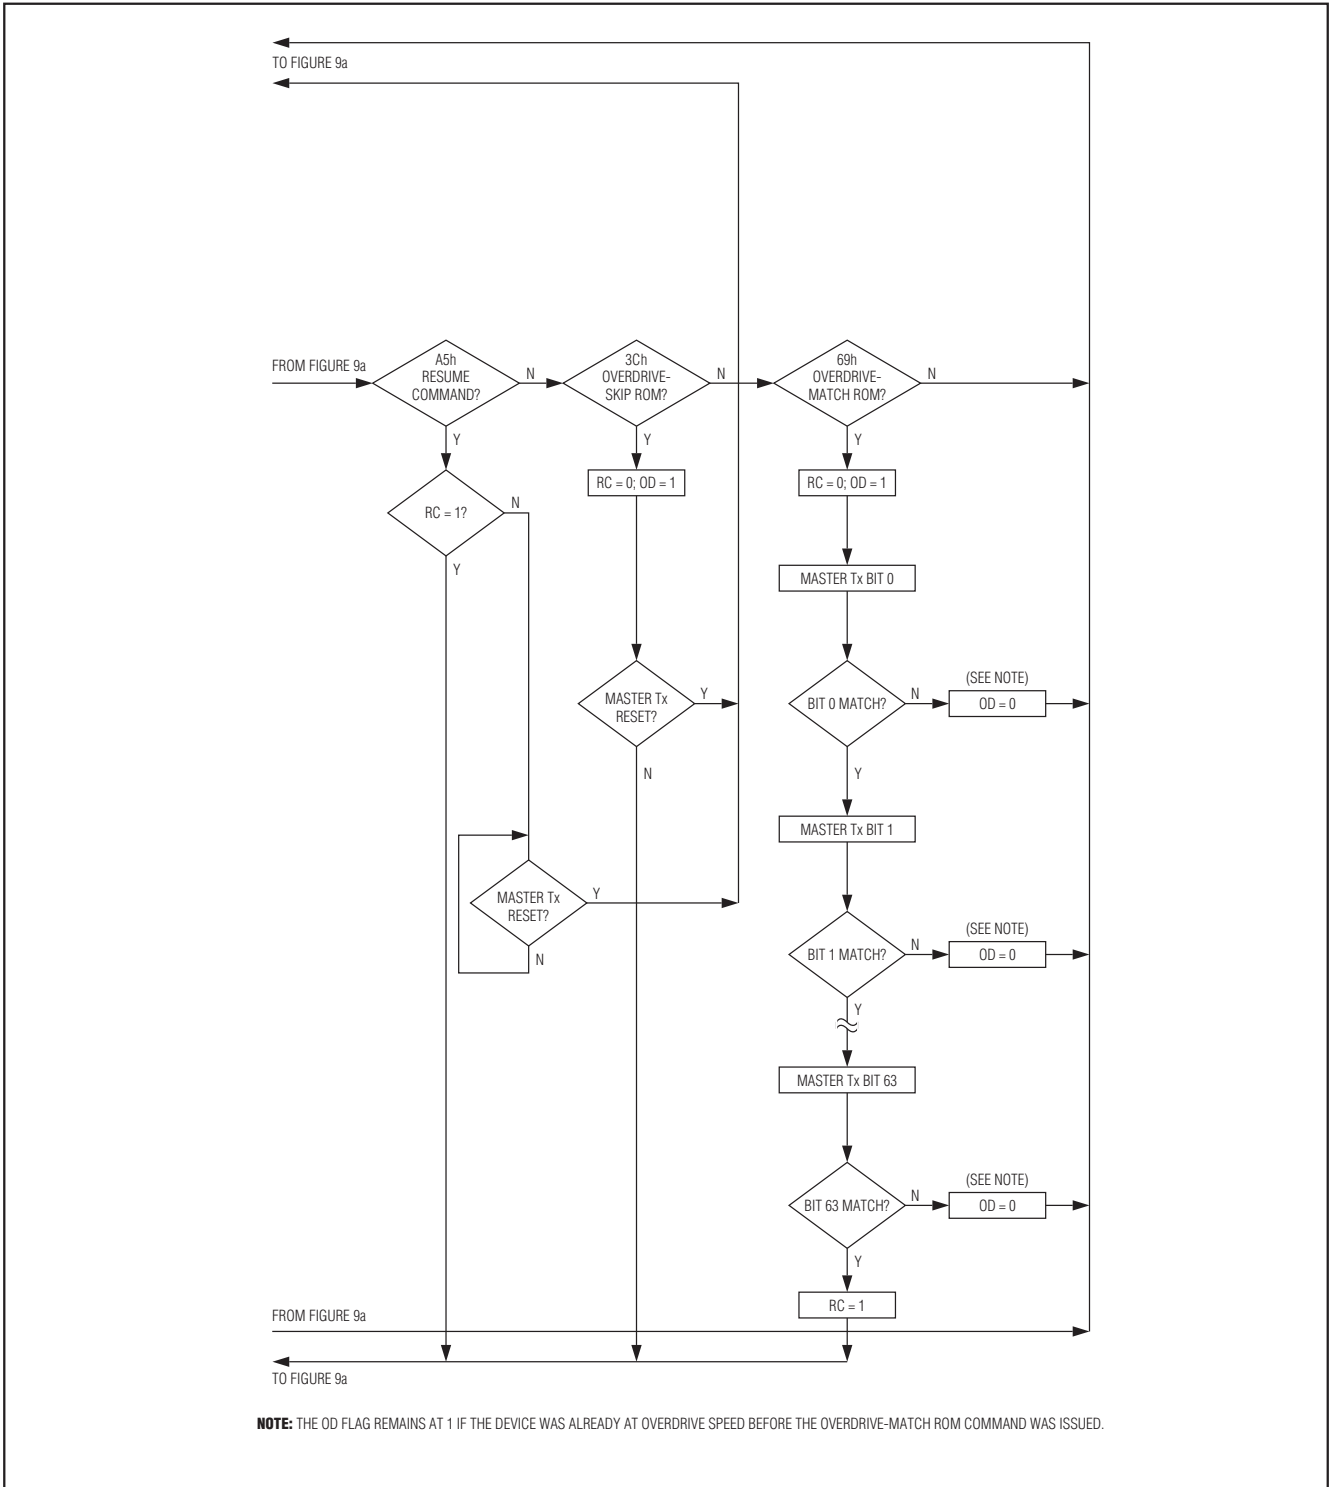 TO FIGURE 9a
FROM FIGURE 9a
A5h
RESUME
COMMAND?
N
3Ch
OVERDRIVE-
SKIP ROM?
N
69h
OVERDRIVE-
MATCH ROM?
N
Y
Y
Y
RC = 1?
N
RC = 0; OD = 1
RC = 0; OD = 1
Y
MASTER Tx BIT 0
MASTER Tx
RESET?
Y
BIT 0 MATCH?
N
(SEE NOTE)
OD = 0
N
Y
MASTER Tx BIT 1
MASTER Tx
RESET?
Y
N
BIT 1 MATCH?
N
(SEE NOTE)
OD = 0
Y
MASTER Tx BIT 63
BIT 63 MATCH?
N
(SEE NOTE)
OD = 0
Y
RC = 1
FROM FIGURE 9a
TO FIGURE 9a
NOTE: THE OD FLAG REMAINS AT 1 IF THE DEVICE WAS ALREADY AT OVERDRIVE SPEED BEFORE THE OVERDRIVE-MATCH ROM COMMAND WAS ISSUED.